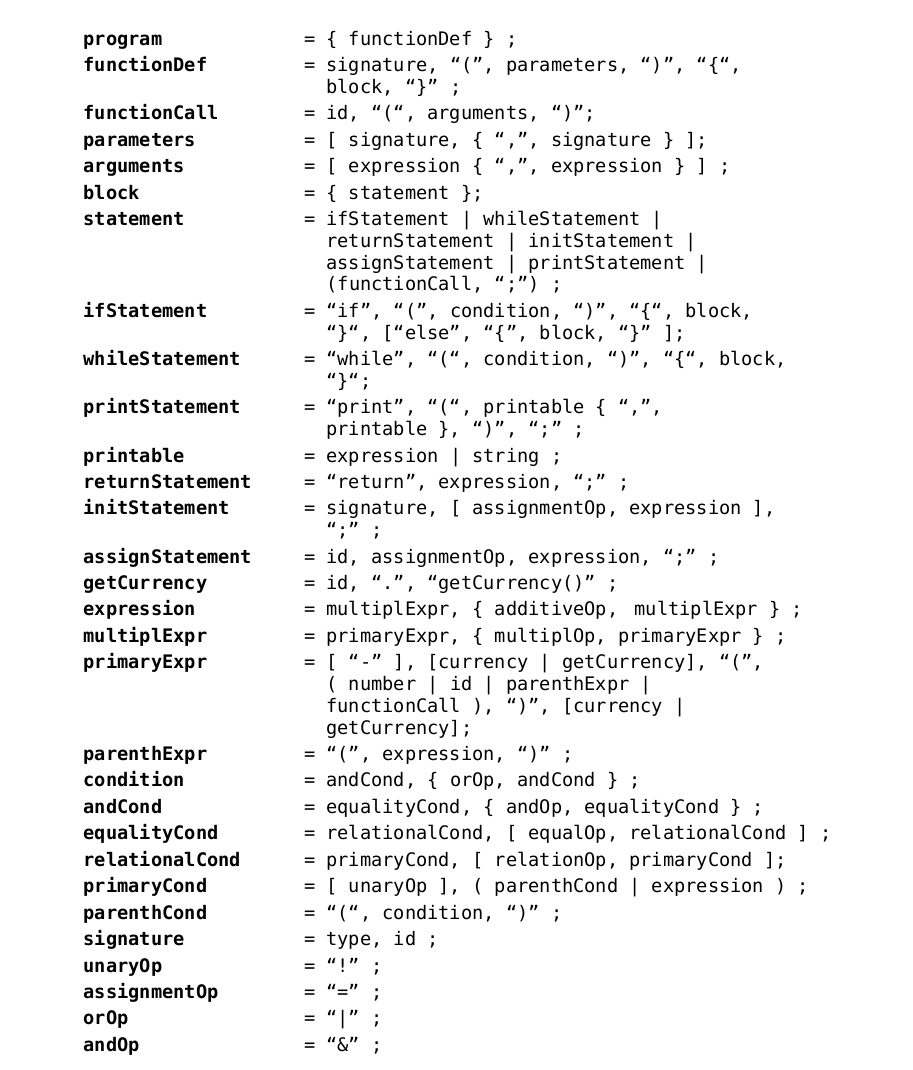 program = { functionDef } ;
functionDef = signature, “(”, parameters, “)”, “{“,
block, “}” ;
functionCall = id, “(“, arguments, “)”;
parameters = [ signature, { “,”, signature } ];
arguments = [ expression { “,”, expression } ] ;
block = { statement };
statement = ifStatement | whileStatement |
returnStatement | initStatement |
assignStatement | printStatement |
(functionCall, “;”) ;
ifStatement = “if”, “(”, condition, “)”, “{“, block,
“}“, [“else”, “{”, block, “}” ];
whileStatement = “while”, “(“, condition, “)”, “{“, block,
“}“;
printStatement = “print”, “(“, printable { “,”,
printable }, “)”, “;” ;
printable = expression | string ;
returnStatement = “return”, expression, “;” ;
initStatement = signature, [ assignmentOp, expression ],
“;” ;
assignStatement = id, assignmentOp, expression, “;” ;
getCurrency = id, “.”, “getCurrency()” ;
expression = multiplExpr, { additiveOp, multiplExpr } ;
multiplExpr = primaryExpr, { multiplOp, primaryExpr } ;
primaryExpr = [ “-” ], [currency | getCurrency], “(”,
( number | id | parenthExpr |
functionCall ), “)”, [currency |
getCurrency];
parenthExpr = “(”, expression, “)” ;
condition = andCond, { orOp, andCond } ;
andCond = equalityCond, { andOp, equalityCond } ;
equalityCond = relationalCond, [ equalOp, relationalCond ] ;
relationalCond = primaryCond, [ relationOp, primaryCond ];
primaryCond = [ unaryOp ], ( parenthCond | expression ) ;
parenthCond = “(“, condition, “)” ;
signature = type, id ;
unaryOp = “!” ;
assignmentOp = “=” ;
orOp = “|” ;
andOp = “&” ;